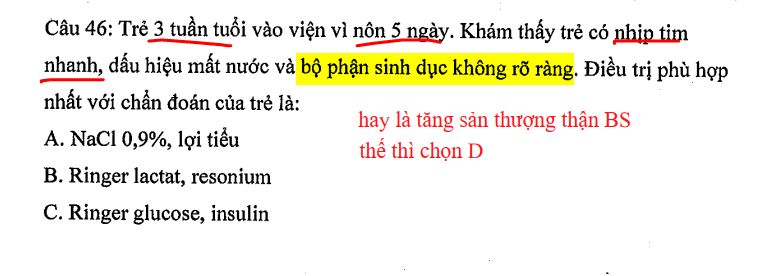 Câu 46: Trẻ 3 tuần tuổi vào viện vì nôn 5 ngày. Khám thấy trẻ có nhịp tim
nhanh, dấu hiệu mất nước và bộ phận sinh dục không rõ ràng. Điều trị phù hợp
nhất với chẩn đoán của trẻ là:
hay là tăng sản thượng thận BS
A. NaCl 0,9%, lợi tiểu
thế thì chọn D
B. Ringer lactat, resonium
C. Ringer glucose, insulin